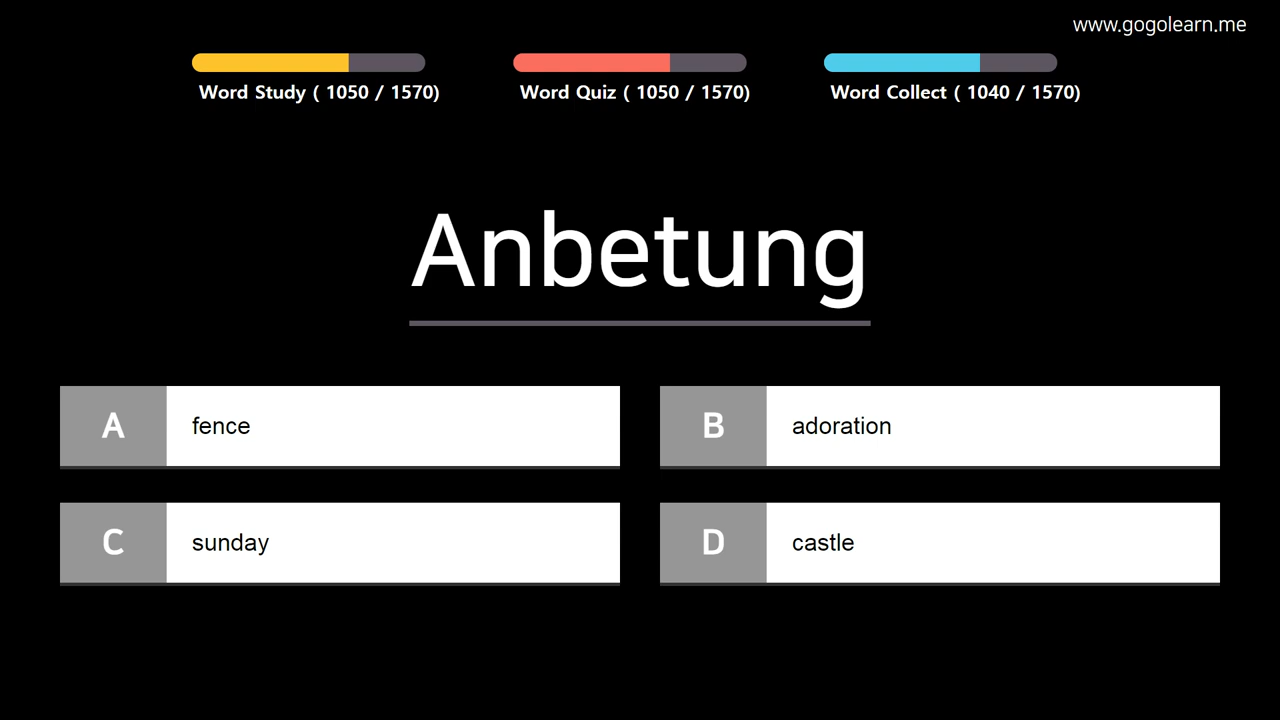 www.gogolearn.me
Word Study ( 1050 / 1570)
Word Quiz ( 1050 / 1570)
Word Collect ( 1040 / 1570)
Anbetung
A fence
B adoration
C sunday
D castle